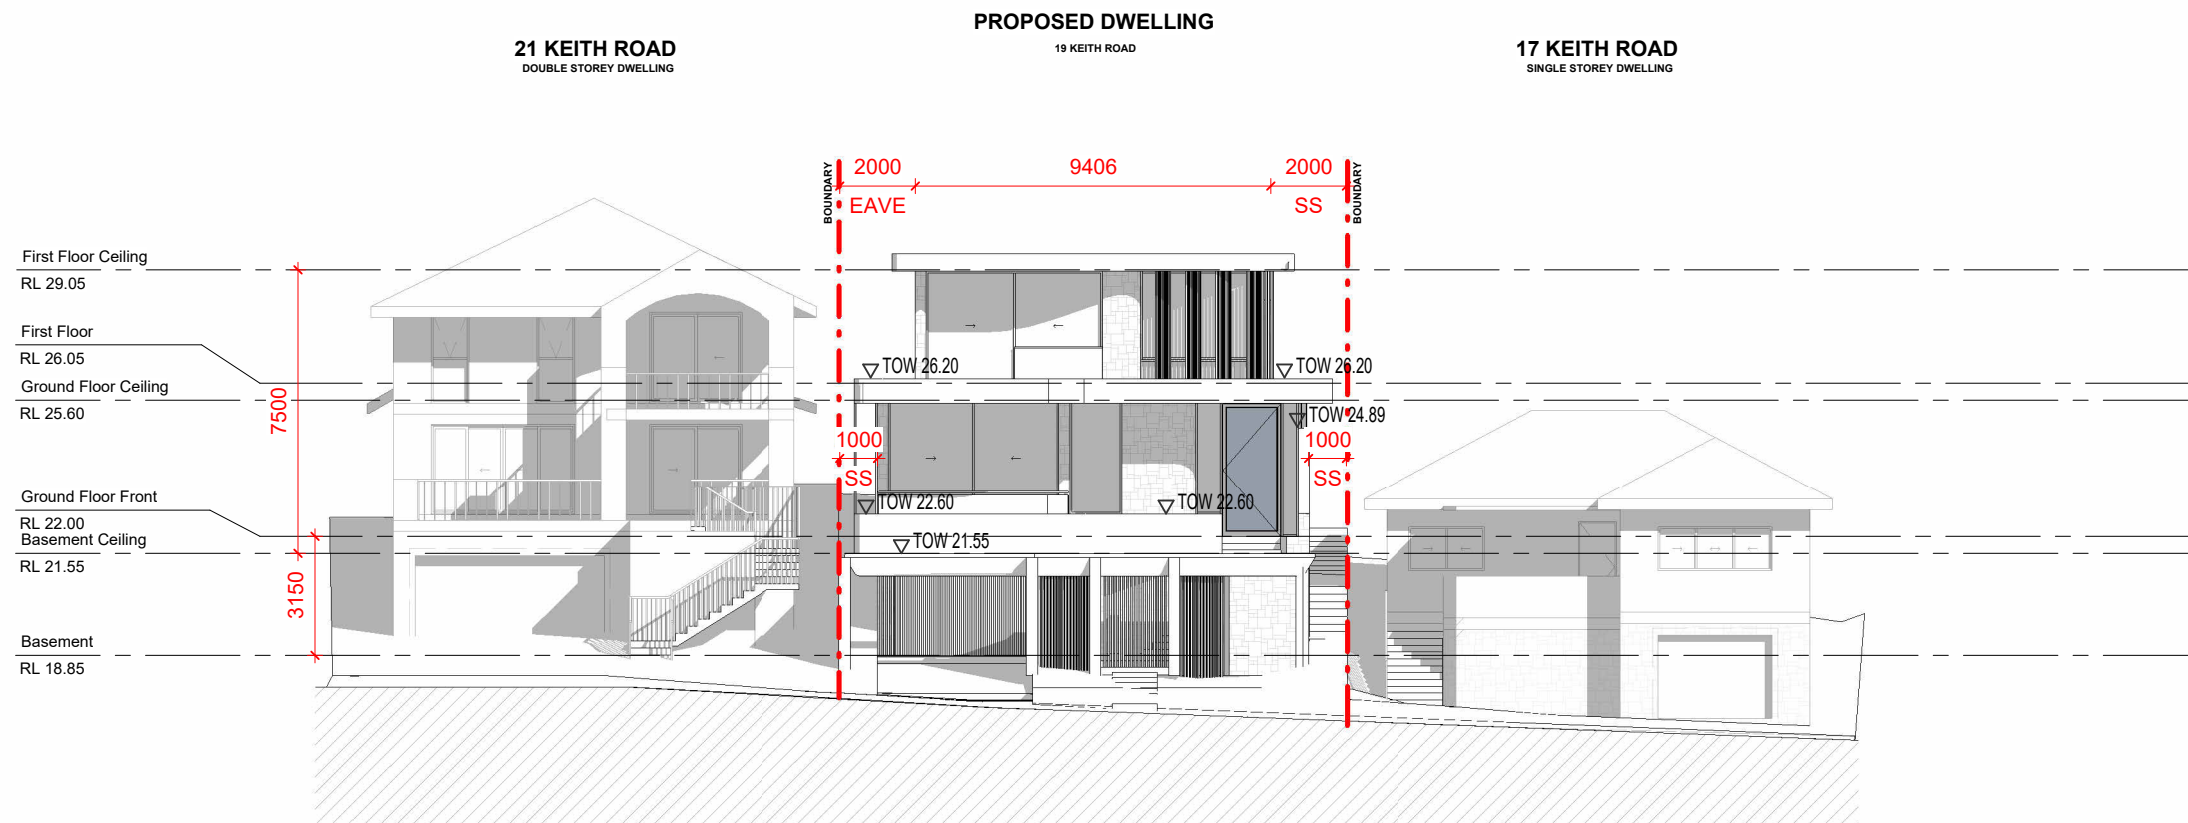 PROPOSED DWELLING
19 KEITH ROAD
21 KEITH ROAD
DOUBLE STOREY DWELLING
17 KEITH ROAD
SINGLE STOREY DWELLING
BOUNDARY
2000
9406
2000
BOUNDARY
EAVE
SS
First Floor Ceiling
RL 29.05
First Floor
RL 26.05
Ground Floor Ceiling
RL 25.60
7500
TOW 26.20
TOW 26.20
TOW 24.89
1000
1000
SS
SS
Ground Floor Front
RL 22.00
TOW 22.60
TOW 22.60
Basement Ceiling
RL 21.55
TOW 21.55
3150
Basement
RL 18.85